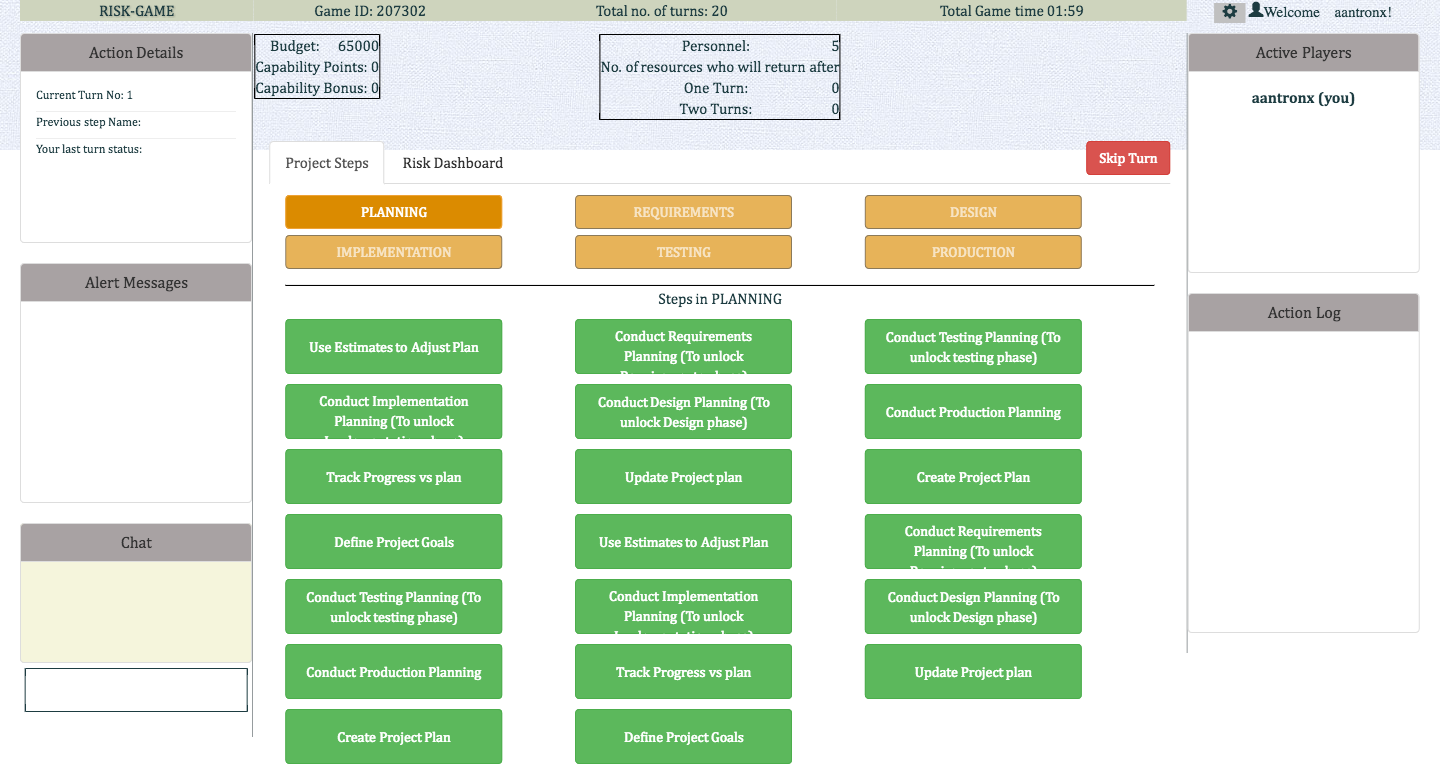 RISK-GAME
Game ID: 207302
Total no. of turns: 20
Total Game time 01:59
Welcome aantronx!
Action Details
Current Turn No: 1
Previous step Name:
Your last turn status:
Alert Messages
Chat
Budget: 65000
Capability Points: 0
Capability Bonus: 0
Personnel: 5
No. of resources who will return after
One Turn: 0
Two Turns: 0
Project Steps
Risk Dashboard
Skip Turn
PLANNING
REQUIREMENTS
DESIGN
IMPLEMENTATION
TESTING
PRODUCTION
Steps in PLANNING
Use Estimates to Adjust Plan
Conduct Requirements
Planning (To unlock
Conduct Testing Planning (To
unlock testing phase)
Conduct Implementation
Planning (To unlock
Conduct Design Planning (To
unlock Design phase)
Conduct Production Planning
Track Progress vs plan
Update Project plan
Create Project Plan
Define Project Goals
Use Estimates to Adjust Plan
Conduct Requirements
Planning (To unlock
Conduct Testing Planning (To
unlock testing phase)
Conduct Implementation
Planning (To unlock
Conduct Design Planning (To
unlock Design phase)
Conduct Production Planning
Track Progress vs plan
Update Project plan
Create Project Plan
Define Project Goals
Active Players
aantronx (you)
Action Log